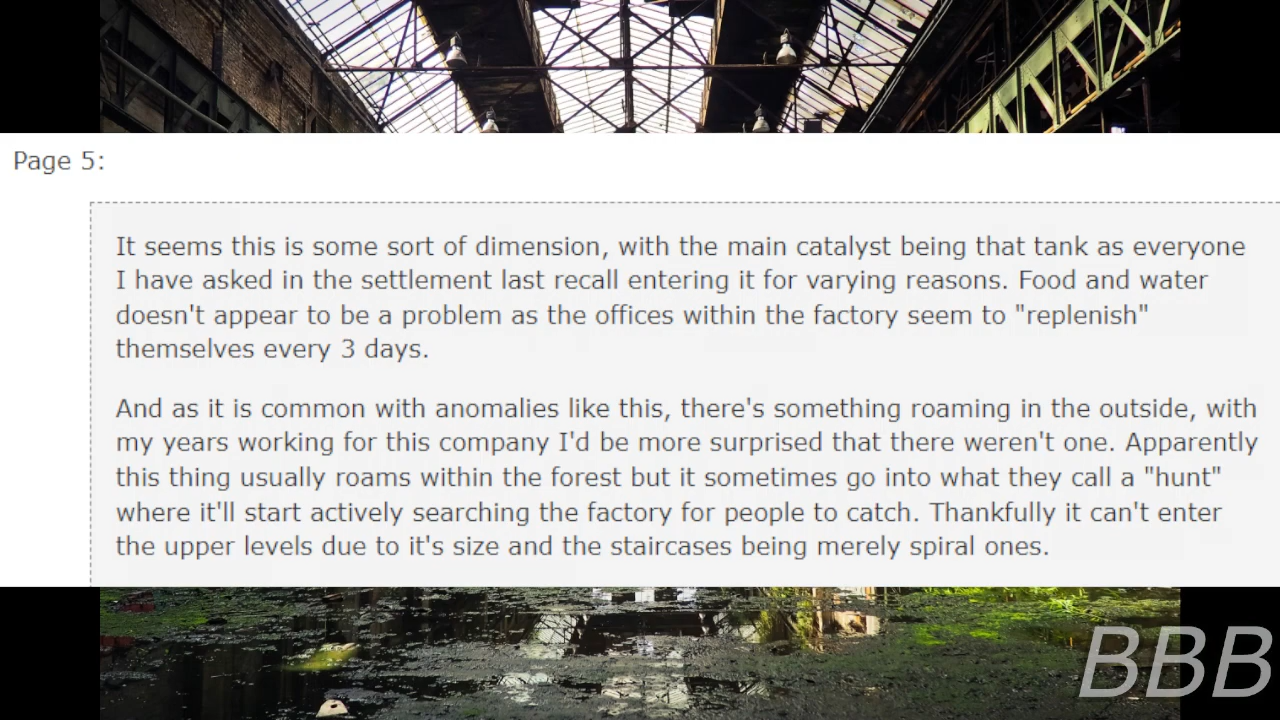 Page 5:
It seems this is some sort of dimension, with the main catalyst being that tank as everyone
I have asked in the settlement last recall entering it for varying reasons. Food and water
doesn't appear to be a problem as the offices within the factory seem to "replenish"
themselves every 3 days.
And as it is common with anomalies like this, there's something roaming in the outside, with
my years working for this company I'd be more surprised that there weren't one. Apparently
this thing usually roams within the forest but it sometimes go into what they call a "hunt"
where it'll start actively searching the factory for people to catch. Thankfully it can't enter
the upper levels due to it's size and the staircases being merely spiral ones.
BBB